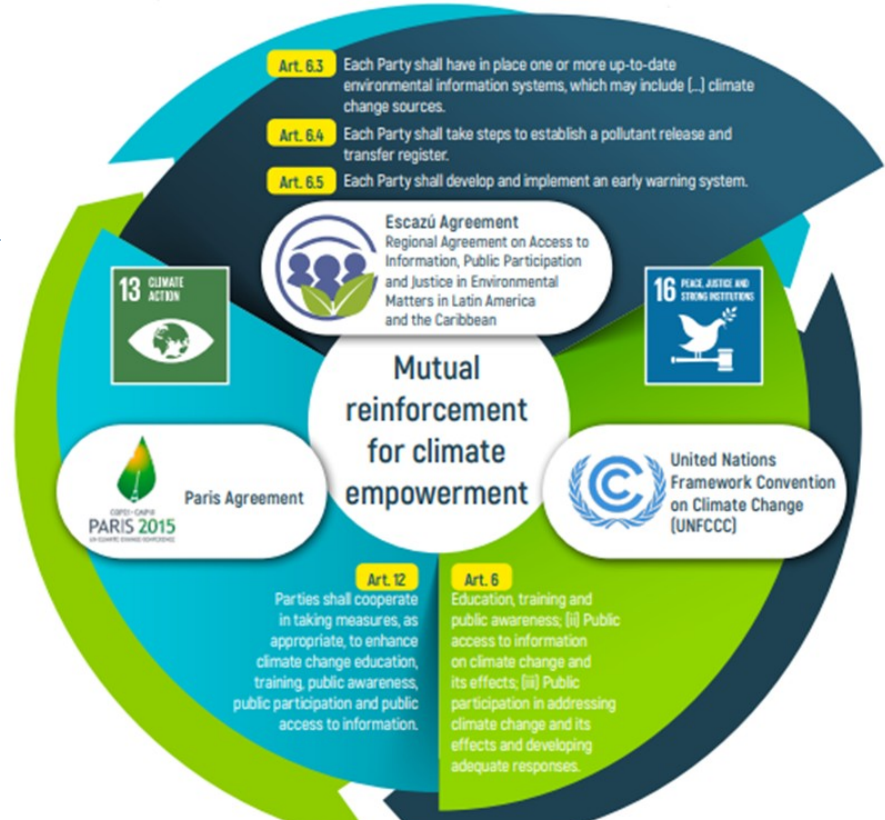 Art. 6.3 Each Party shall have in place one or more up-to-date
environmental information systems, which may include (...) climate
change sources.
Art. 6.4 Each Party shall take steps to establish a pollutant release and
transfer register.
Art. 6.5 Each Party shall develop and implement an early warning system.
Escazú Agreement
Regional Agreement on Access to
Information, Public Participation
and Justice in Environmental
Matters in Latin America
and the Caribbean
13 CLIMATE
ACTION
16 PEACE, JUSTICE AND
STRONG INSTITUTIONS
Mutual
reinforcement
for climate
empowerment
COP21·CMP11
PARIS 2015
UN CLIMATE CHANGE CONFERENCE
Paris Agreement
United Nations
Framework Convention
on Climate Change
(UNFCCC)
Art. 12
Parties shall cooperate
in taking measures, as
appropriate, to enhance
climate change education,
training, public awareness,
public participation and public
access to information.
Art. 6
Education, training and
public awareness; (ii) Public
access to information
on climate change and
its effects; (iii) Public
participation in addressing
climate change and its
effects and developing
adequate responses.